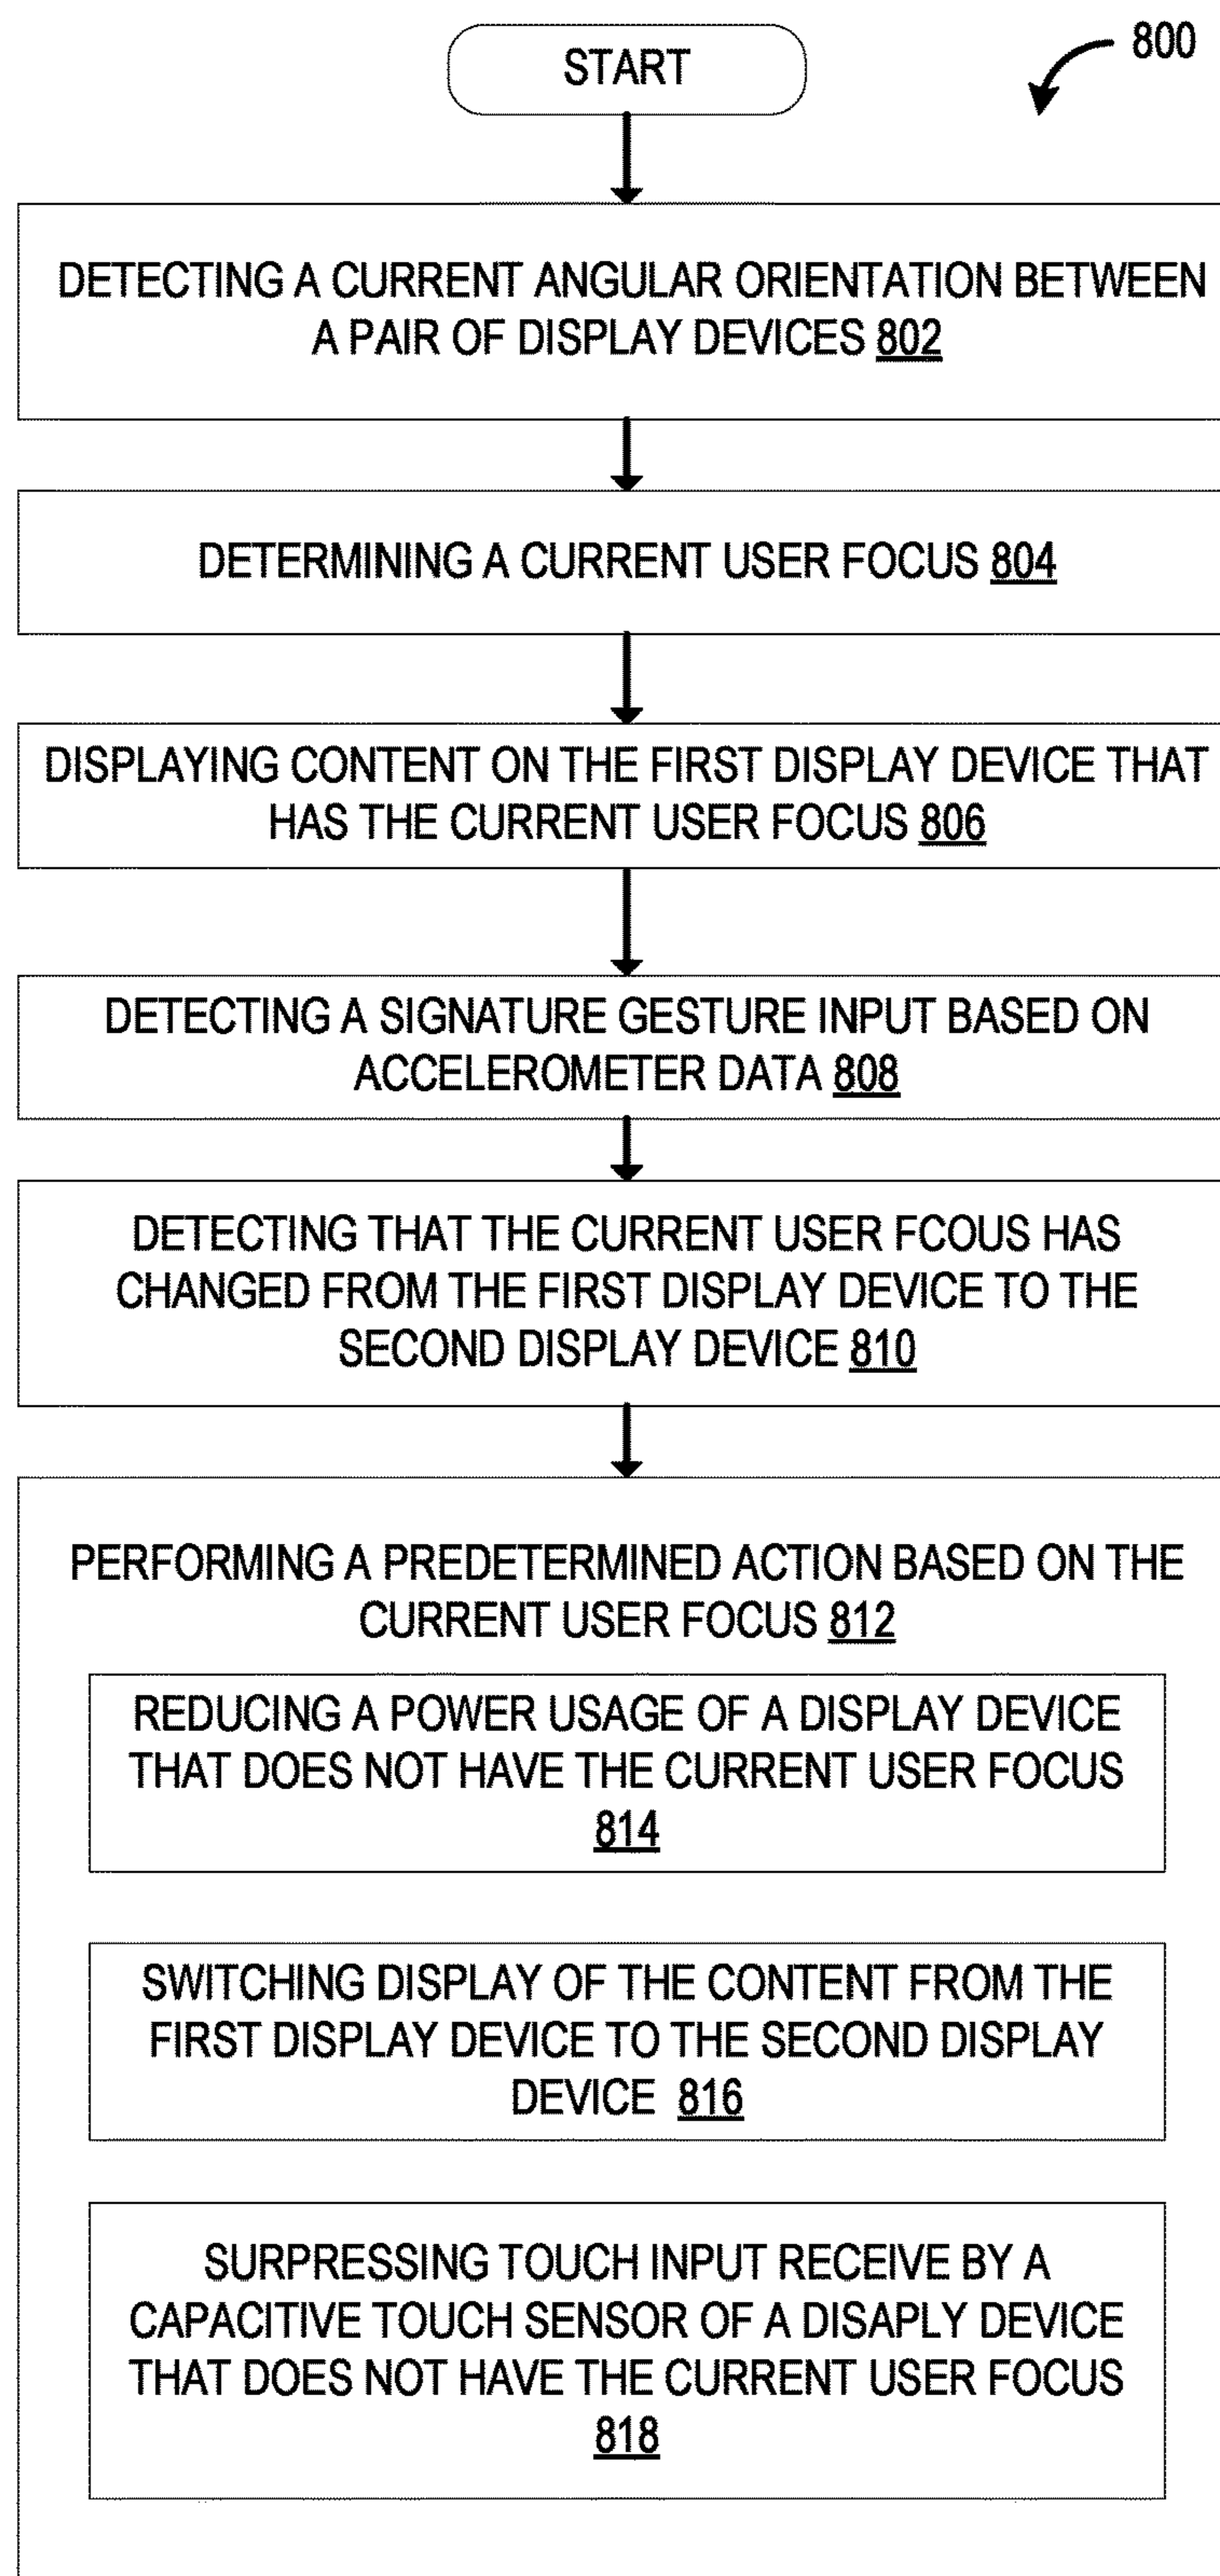 START
800
DETECTING A CURRENT ANGULAR ORIENTATION BETWEEN
A PAIR OF DISPLAY DEVICES 802
DETERMINING A CURRENT USER FOCUS 804
DISPLAYING CONTENT ON THE FIRST DISPLAY DEVICE THAT
HAS THE CURRENT USER FOCUS 806
DETECTING A SIGNATURE GESTURE INPUT BASED ON
ACCELEROMETER DATA 808
DETECTING THAT THE CURRENT USER FCOUS HAS
CHANGED FROM THE FIRST DISPLAY DEVICE TO THE
SECOND DISPLAY DEVICE 810
PERFORMING A PREDETERMINED ACTION BASED ON THE
CURRENT USER FOCUS 812
REDUCING A POWER USAGE OF A DISPLAY DEVICE
THAT DOES NOT HAVE THE CURRENT USER FOCUS
814
SWITCHING DISPLAY OF THE CONTENT FROM THE
FIRST DISPLAY DEVICE TO THE SECOND DISPLAY
DEVICE 816
SURPRESSING TOUCH INPUT RECEIVE BY A
CAPACITIVE TOUCH SENSOR OF A DISAPLY DEVICE
THAT DOES NOT HAVE THE CURRENT USER FOCUS
818